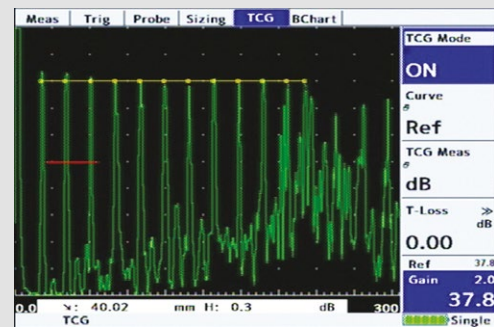 Meas Trig Probe Sizing TCG BChart
TCG Mode
ON
Curve
Ref
TCG Meas
dB
T-Loss
dB
0.00
Ref 37.8
Gain 2.0
37.8
0.0 : 40.02 mm H: 0.3 dB 300
TCG
Single